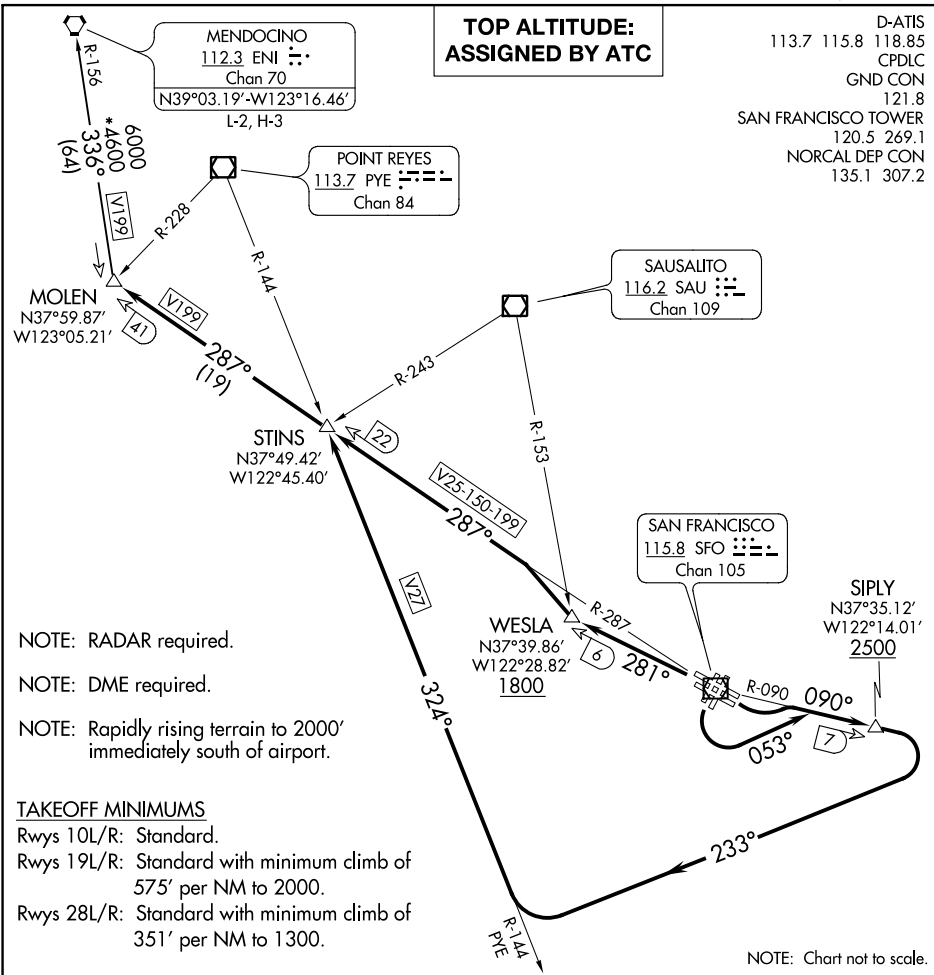 TOP ALTITUDE:
ASSIGNED BY ATC
D-ATIS
113.7 115.8 118.85
CPDLC
GND CON
121.8
SAN FRANCISCO TOWER
120.5 269.1
NORCAL DEP CON
135.1 307.2
MENDOCINO
112.3 ENI
Chan 70
N39°03.19'-W123°16.46'
L-2, H-3
R-156
6000
*4600
336°
(64)
V199
POINT REYES
113.7 PYE
Chan 84
R-228
R-144
MOLEN
N37°59.87'
W123°05.21'
41
V199
287°
(19)
SAUSALITO
116.2 SAU
Chan 109
R-243
R-153
STINS
N37°49.42'
W122°45.40'
22
V25-150-199
287°
SAN FRANCISCO
115.8 SFO
Chan 105
WESLA
N37°39.86'
W122°28.82'
1800
R-287
6
281°
SIPLY
N37°35.12'
W122°14.01'
2500
R-090
090°
7
053°
V27
324°
233°
R-144
PYE
NOTE: RADAR required.
NOTE: DME required.
NOTE: Rapidly rising terrain to 2000'
immediately south of airport.
TAKEOFF MINIMUMS
Rwys 10L/R: Standard.
Rwys 19L/R: Standard with minimum climb of
575' per NM to 2000.
Rwys 28L/R: Standard with minimum climb of
351' per NM to 1300.
NOTE: Chart not to scale.